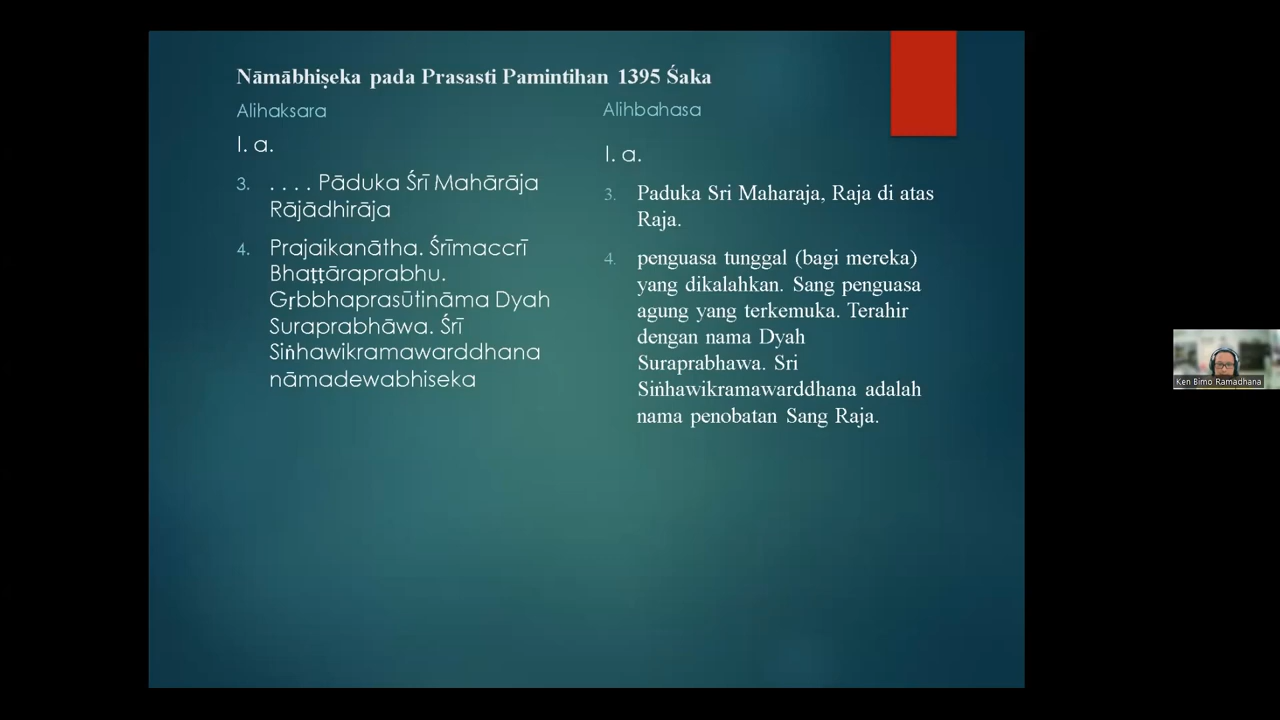 Nāmābhiṣeka pada Prasasti Pamintihan 1395 Śaka
Alihaksara
I. a.
3. . . . . Pāduka Śrī Mahārāja
Rājādhirāja
4. Prajaikanātha. Śrīmaccrī
Bhaṭṭāraprabhu.
Gṛbbhaprasūtināma Dyah
Suraprabhāwa. Śrī
Siṅhawikramawarddhana
nāmadewabhiseka
Alihbahasa
I. a.
3. Paduka Sri Maharaja, Raja di atas
Raja.
4. penguasa tunggal (bagi mereka)
yang dikalahkan. Sang penguasa
agung yang terkemuka. Terahir
dengan nama Dyah
Suraprabhawa. Sri
Siṅhawikramawarddhana adalah
nama penobatan Sang Raja.
Ken Bimo Ramadhana